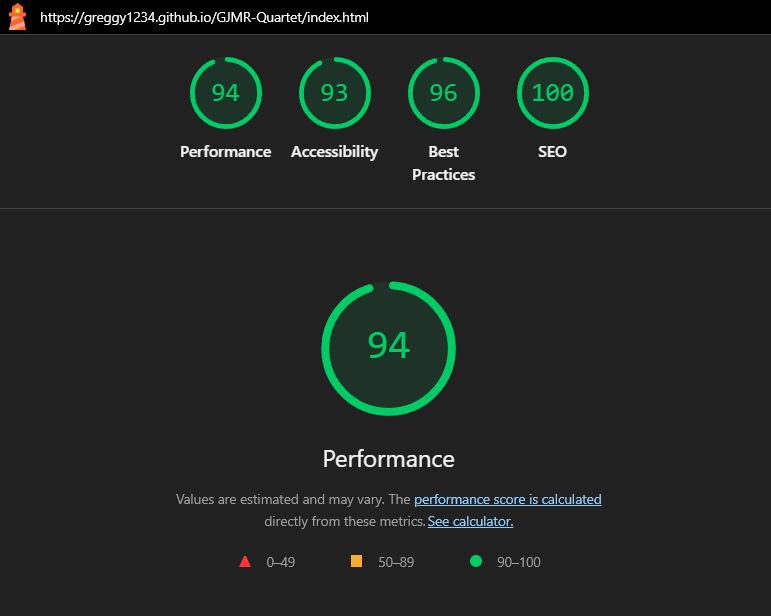 https://greggy1234.github.io/GJMR-Quartet/index.html
94 93 96 100
Performance Accessibility Best Practices SEO
94
Performance
Values are estimated and may vary. The performance score is calculated
directly from these metrics. See calculator.
0–49 50–89 90–100